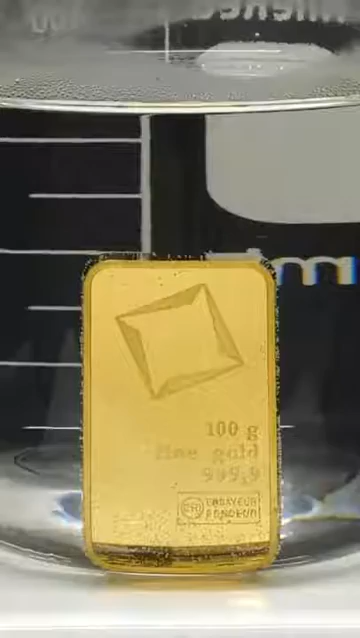 m
100 g
fine gold
999,9
ESSAYEUR
FONDEUR